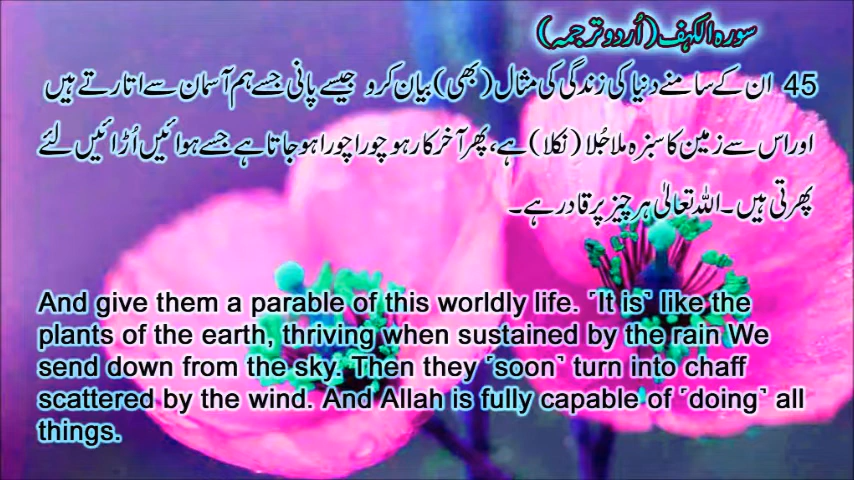 سورہ الکہف (اُردو ترجمہ)
45 ان کے سامنے دنیا کی زندگی کی مثال (بھی) بیان کرو جیسے پانی جسے ہم آسمان سے اتارتے ہیں
اور اس سے زمین کا سبزہ ملا جُلا (نکلا) ہے، پھر آخر کار ہو چورا چورا ہوجاتا ہے جسے ہوائیں اُڑائیں لئے
پھرتی ہیں۔ اللہ تعالیٰ ہر چیز پر قادر ہے۔
And give them a parable of this worldly life. ˹It is˺ like the
plants of the earth, thriving when sustained by the rain We
send down from the sky. Then they ˹soon˺ turn into chaff
scattered by the wind. And Allah is fully capable of ˹doing˺ all
things.